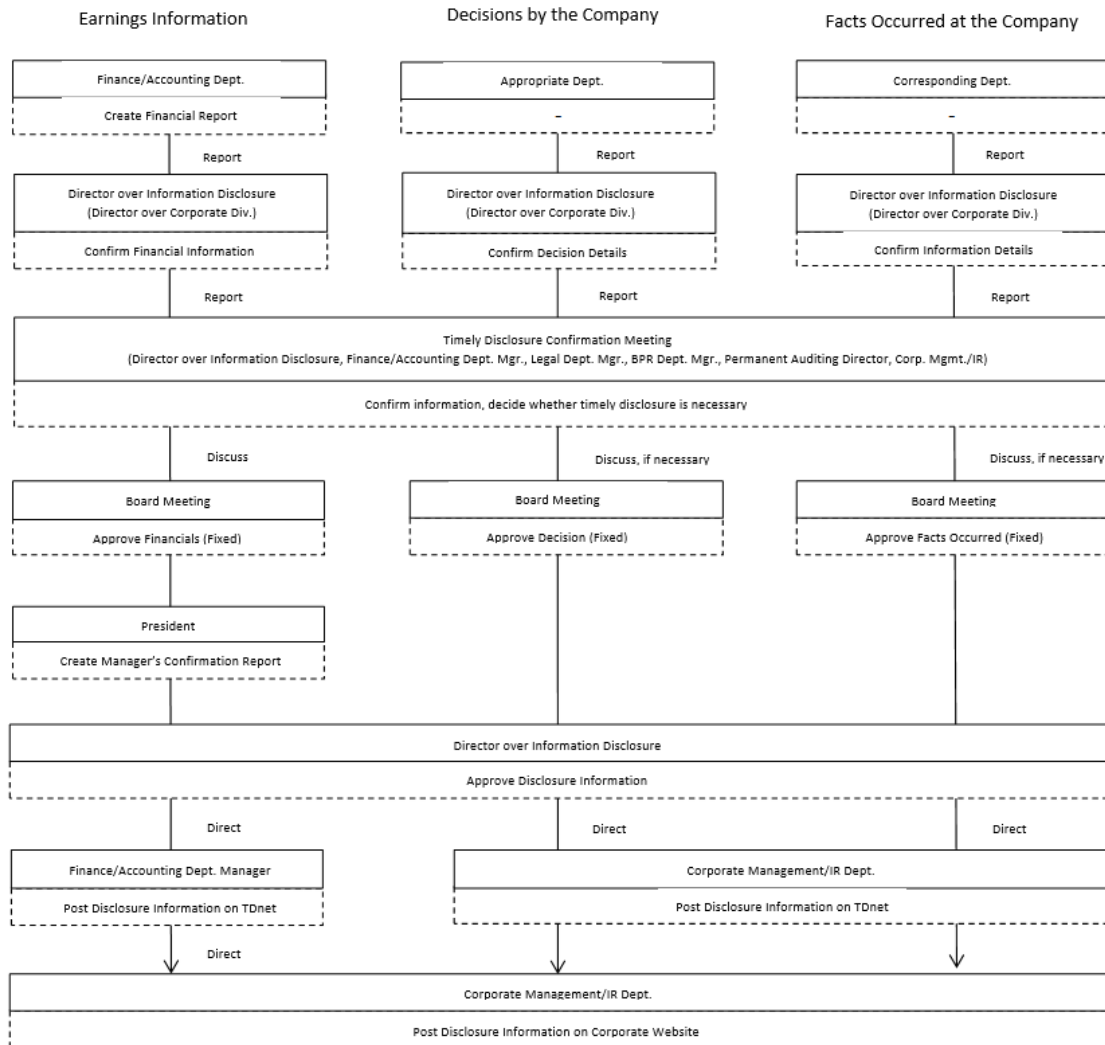 Earnings Information
Decisions by the Company
Facts Occurred at the Company
Finance/Accounting Dept.
Appropriate Dept.
Corresponding Dept.
Create Financial Report
–
–
Report
Report
Report
Director over Information Disclosure
(Director over Corporate Div.)
Director over Information Disclosure
(Director over Corporate Div.)
Director over Information Disclosure
(Director over Corporate Div.)
Confirm Financial Information
Confirm Decision Details
Confirm Information Details
Report
Report
Report
Timely Disclosure Confirmation Meeting
(Director over Information Disclosure, Finance/Accounting Dept. Mgr., Legal Dept. Mgr., BPR Dept. Mgr., Permanent Auditing Director, Corp. Mgmt./IR)
Confirm information, decide whether timely disclosure is necessary
Discuss
Discuss, if necessary
Discuss, if necessary
Board Meeting
Board Meeting
Board Meeting
Approve Financials (Fixed)
Approve Decision (Fixed)
Approve Facts Occurred (Fixed)
President
Create Manager's Confirmation Report
Director over Information Disclosure
Approve Disclosure Information
Direct
Direct
Direct
Finance/Accounting Dept. Manager
Corporate Management/IR Dept.
Post Disclosure Information on TDnet
Post Disclosure Information on TDnet
Direct
Corporate Management/IR Dept.
Post Disclosure Information on Corporate Website